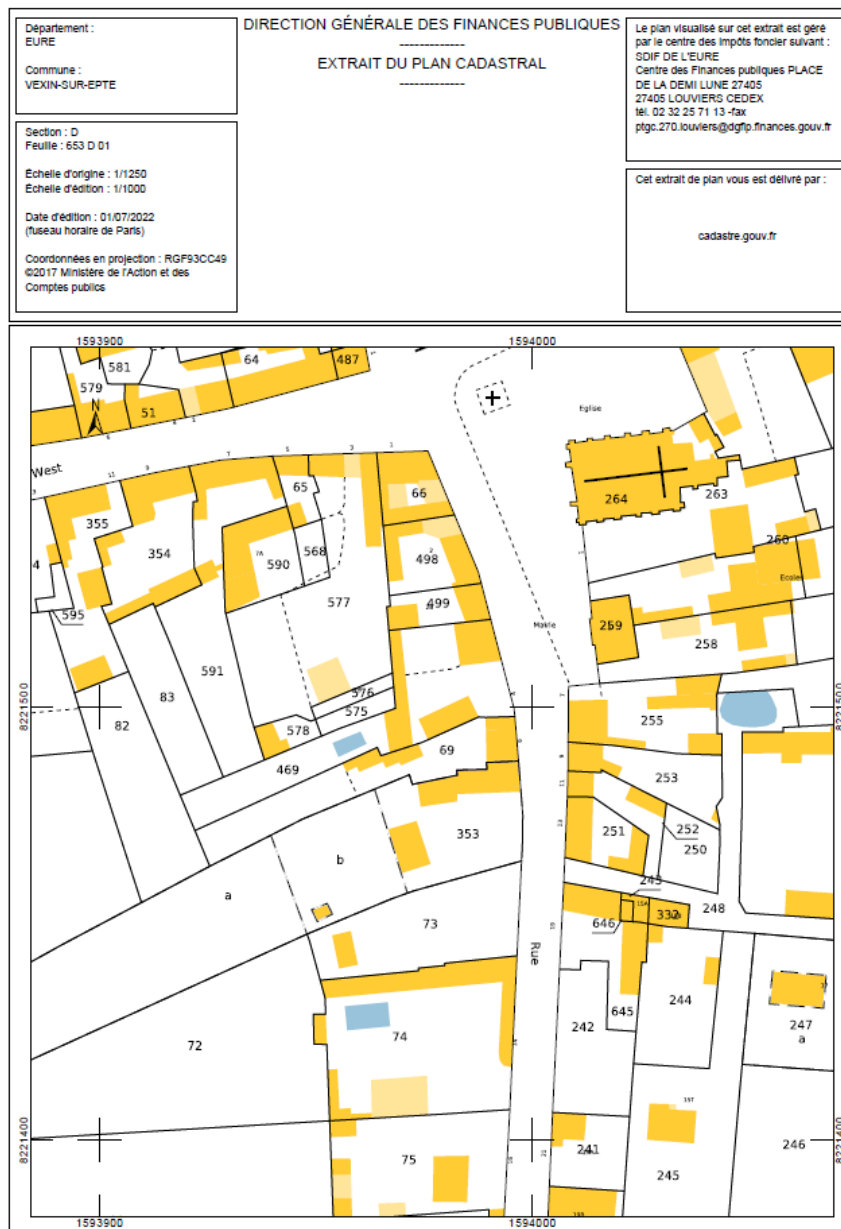 Département :
EURE
Commune :
VEXIN-SUR-EPTE
Section : D
Feuille : 653 D 01
Échelle d'origine : 1/1250
Échelle d'édition : 1/1000
Date d'édition : 01/07/2022
(fuseau horaire de Paris)
Coordonnées en projection : RGF93CC49
©2017 Ministère de l'Action et des
Comptes publics
DIRECTION GÉNÉRALE DES FINANCES PUBLIQUES
-------------
EXTRAIT DU PLAN CADASTRAL
-------------
Le plan visualisé sur cet extrait est géré
par le centre des impôts foncier suivant :
SDIF DE L'EURE
Centre des Finances publiques PLACE
DE LA DEMI LUNE 27405
27405 LOUVIERS CEDEX
tél. 02 32 25 71 13 -fax
ptgc.270.louviers@dgfip.finances.gouv.fr
Cet extrait de plan vous est délivré par :
cadastre.gouv.fr
1593900
1594000
64
487
581
579
51
N
Eglise
West
65
66
264
263
355
354
7A
590
568
498
260
4
Ecole
595
577
499
Mairie
259
258
591
83
576
575
82
578
255
8221500
8221500
69
469
253
353
251
252
250
b
a
243
248
15A
332
73
646
Rue
244
247
a
645
242
72
74
8221400
8221400
15T
241
246
75
245
1593900
1594000